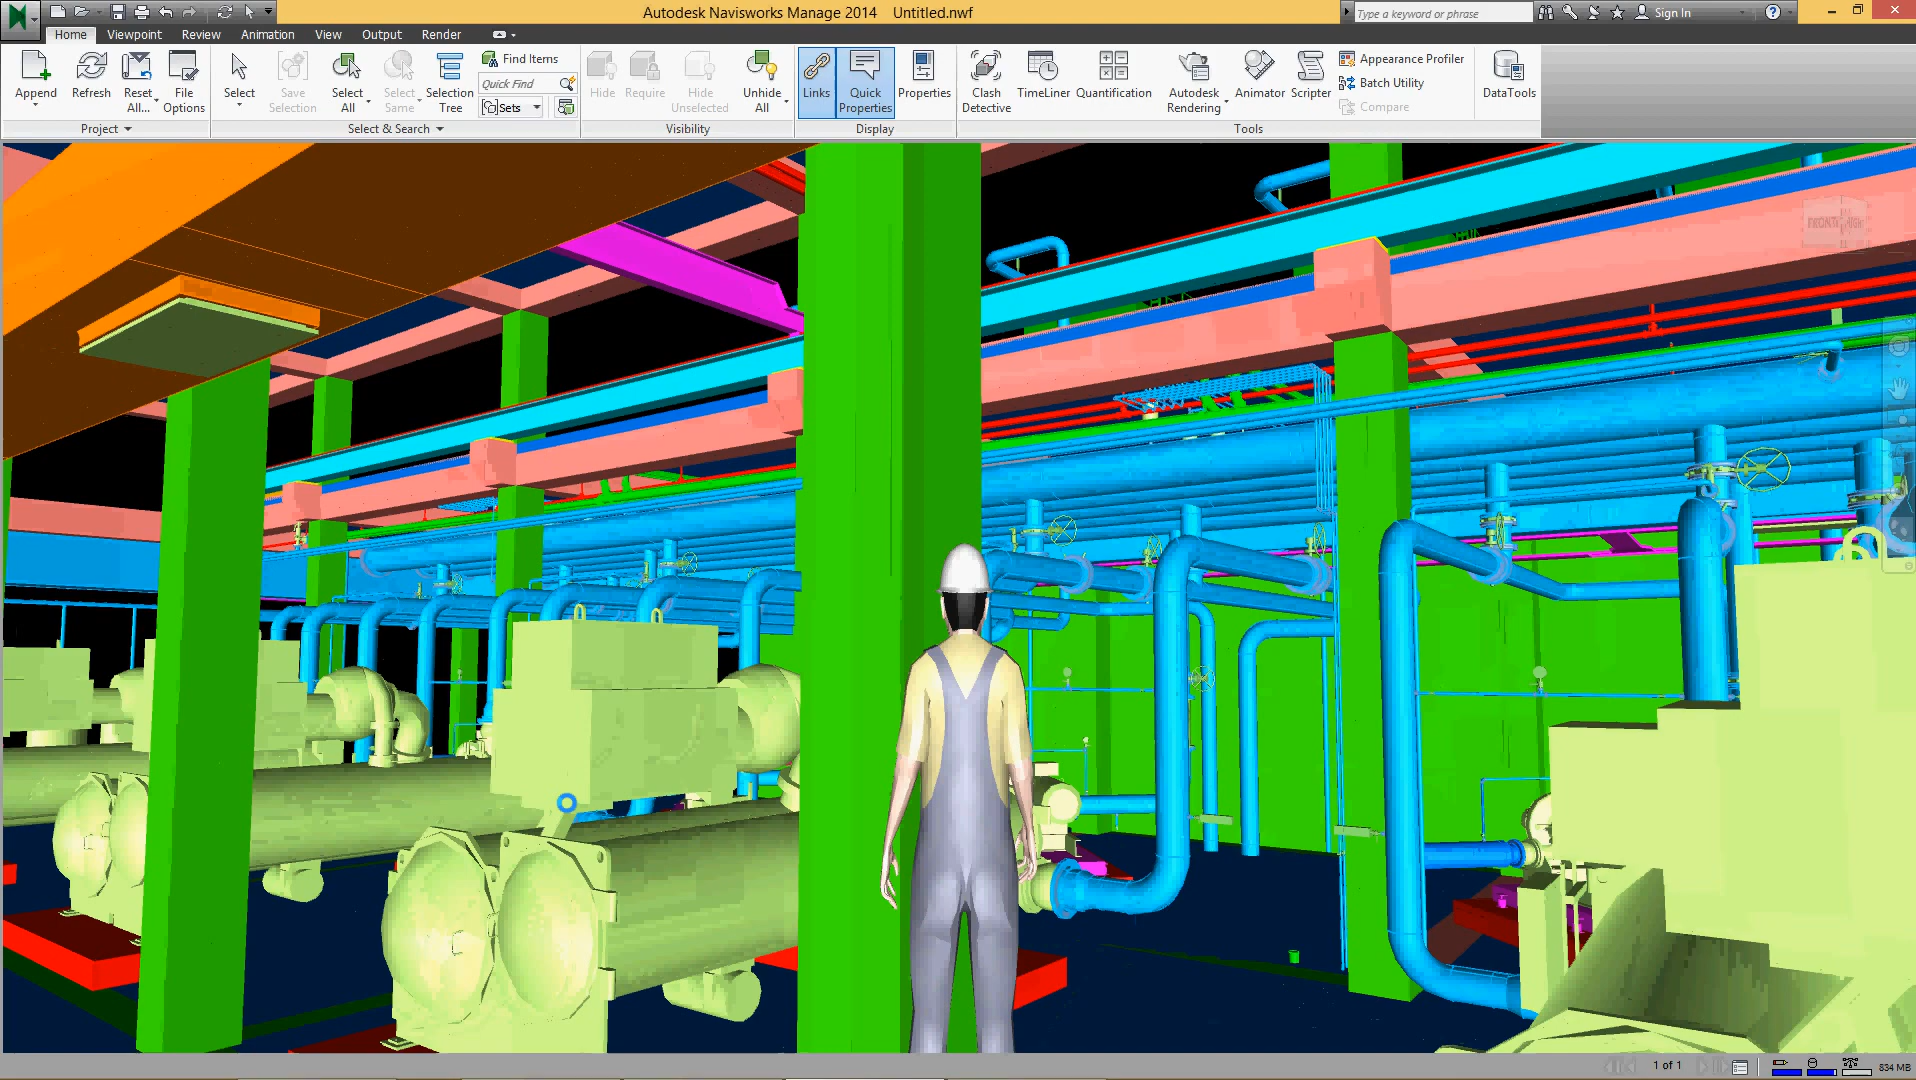 Autodesk Navisworks Manage 2014 Untitled.nwf
Type a keyword or phrase
Sign In
Home Viewpoint Review Animation View Output Render
Append
Refresh
Reset All...
File Options
Select
Save Selection
Select All
Select Same
Selection Tree
Find Items
Quick Find
Sets
Hide
Require
Hide Unselected
Unhide All
Links
Quick Properties
Properties
Clash Detective
TimeLiner
Quantification
Autodesk Rendering
Animator
Scripter
Appearance Profiler
Batch Utility
Compare
DataTools
Project
Select & Search
Visibility
Display
Tools
FRONT
1 of 1
834 MB